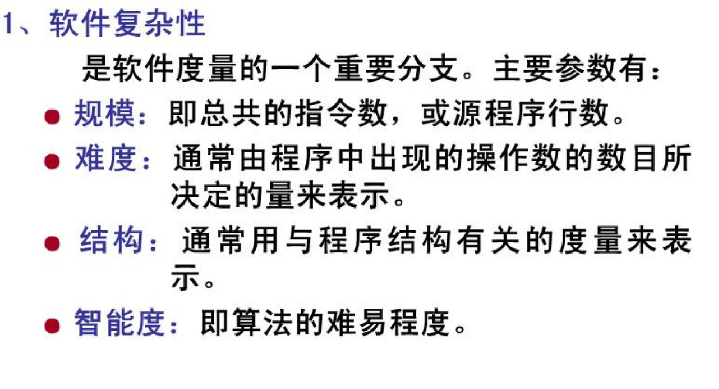 1、软件复杂性
是软件度量的一个重要分支。主要参数有：
● 规模：即总共的指令数，或源程序行数。
● 难度：通常由程序中出现的操作数的数目所
决定的量来表示。
● 结构：通常用与程序结构有关的度量来表
示。
● 智能度：即算法的难易程度。